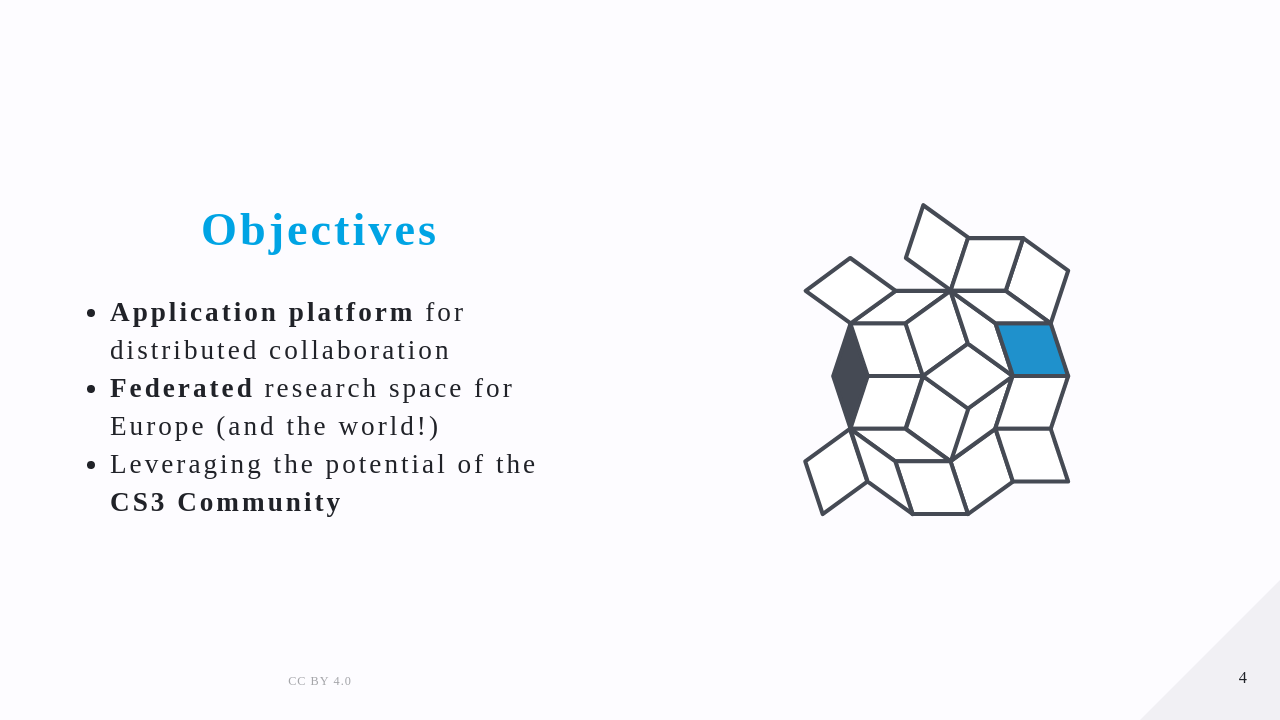 Objectives
Application platform for
distributed collaboration
Federated research space for
Europe (and the world!)
Leveraging the potential of the
CS3 Community
CC BY 4.0
4